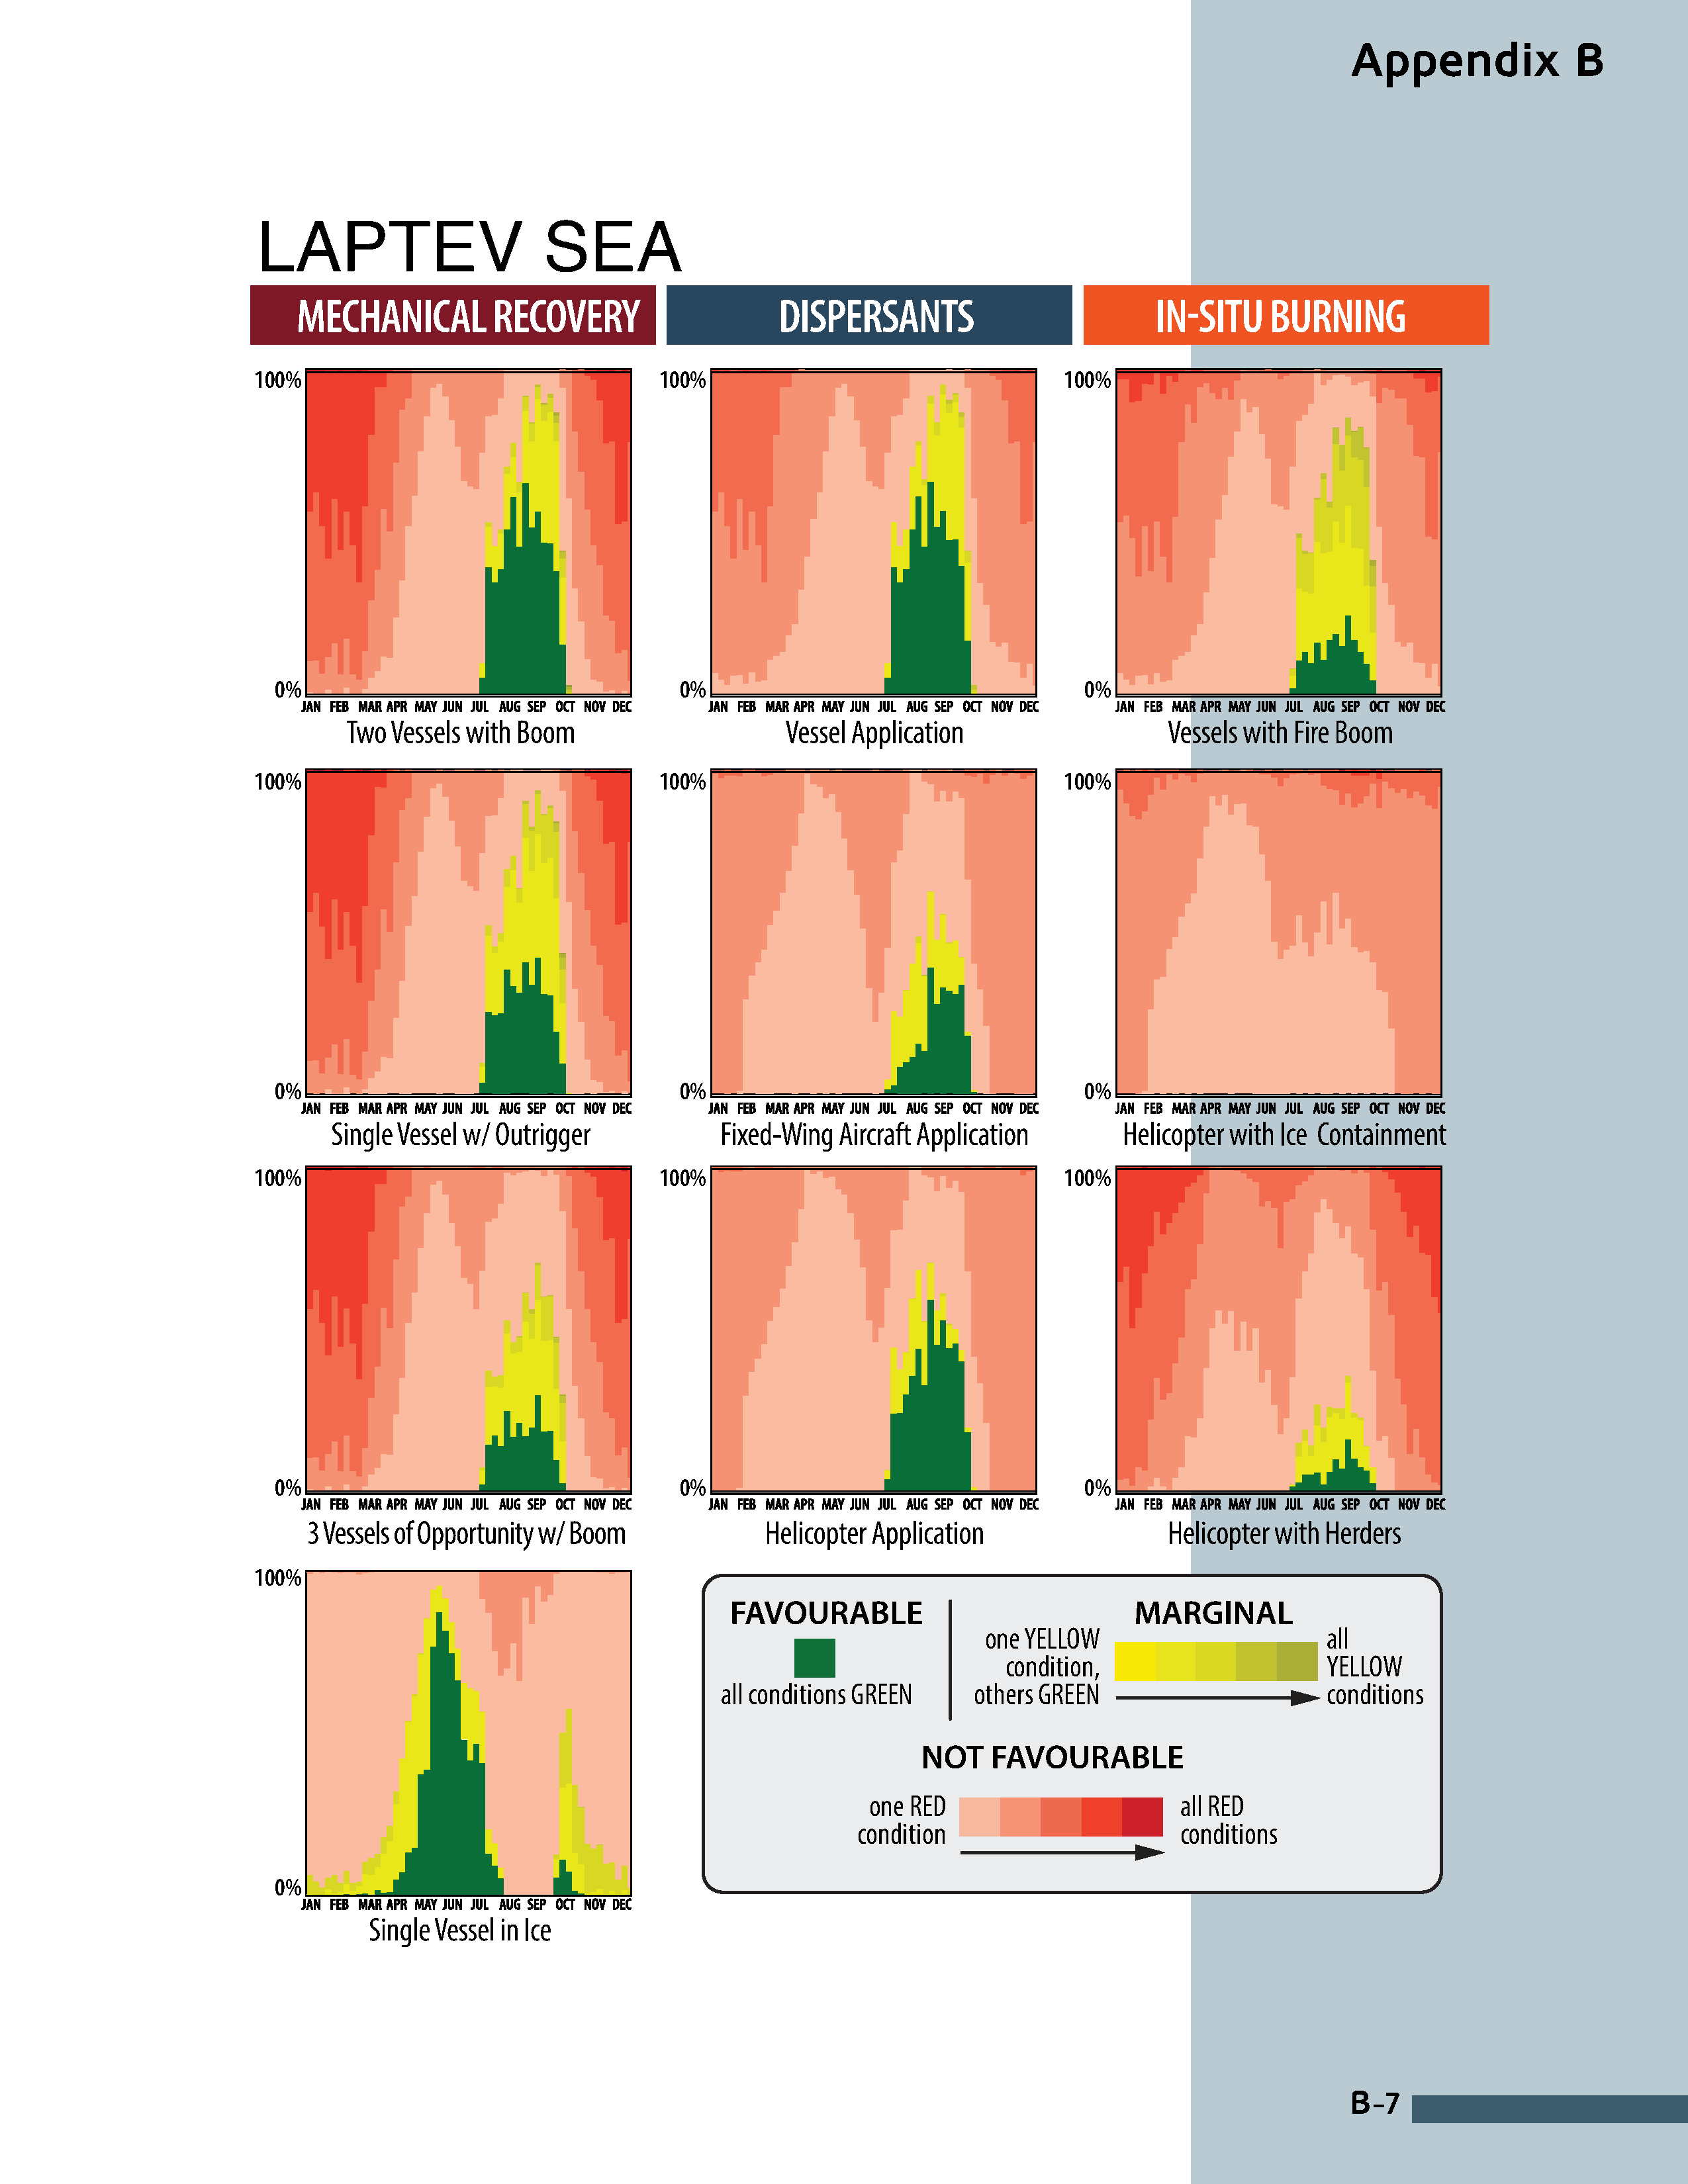 Appendix B
LAPTEV SEA
MECHANICAL RECOVERY
DISPERSANTS
IN-SITU BURNING
100%
0%
JAN FEB MAR APR MAY JUN JUL AUG SEP OCT NOV DEC
Two Vessels with Boom
100%
0%
JAN FEB MAR APR MAY JUN JUL AUG SEP OCT NOV DEC
Vessel Application
100%
0%
JAN FEB MAR APR MAY JUN JUL AUG SEP OCT NOV DEC
Vessels with Fire Boom
100%
0%
JAN FEB MAR APR MAY JUN JUL AUG SEP OCT NOV DEC
Single Vessel w/ Outrigger
100%
0%
JAN FEB MAR APR MAY JUN JUL AUG SEP OCT NOV DEC
Fixed-Wing Aircraft Application
100%
0%
JAN FEB MAR APR MAY JUN JUL AUG SEP OCT NOV DEC
Helicopter with Ice Containment
100%
0%
JAN FEB MAR APR MAY JUN JUL AUG SEP OCT NOV DEC
3 Vessels of Opportunity w/ Boom
100%
0%
JAN FEB MAR APR MAY JUN JUL AUG SEP OCT NOV DEC
Helicopter Application
100%
0%
JAN FEB MAR APR MAY JUN JUL AUG SEP OCT NOV DEC
Helicopter with Herders
100%
0%
JAN FEB MAR APR MAY JUN JUL AUG SEP OCT NOV DEC
Single Vessel in Ice
FAVOURABLE
all conditions GREEN
MARGINAL
one YELLOW
condition,
others GREEN
all
YELLOW
conditions
NOT FAVOURABLE
one RED
condition
all RED
conditions
B-7